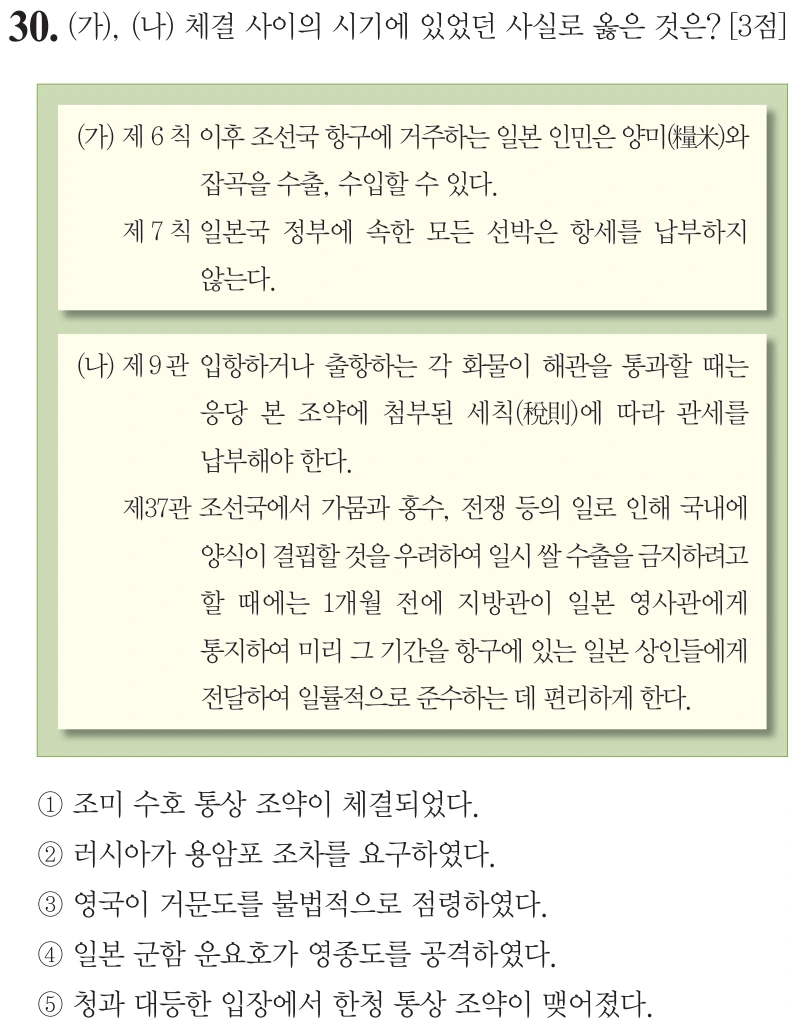 30. (가), (나) 체결 사이의 시기에 있었던 사실로 옳은 것은? [3점]
(가) 제 6 칙 이후 조선국 항구에 거주하는 일본 인민은 양미(糧米)와
잡곡을 수출, 수입할 수 있다.
제 7 칙 일본국 정부에 속한 모든 선박은 항세를 납부하지
않는다.
(나) 제 9 관 입항하거나 출항하는 각 화물이 해관을 통과할 때는
응당 본 조약에 첨부된 세칙(稅則)에 따라 관세를
납부해야 한다.
제37관 조선국에서 가뭄과 홍수, 전쟁 등의 일로 인해 국내에
양식이 결핍할 것을 우려하여 일시 쌀 수출을 금지하려고
할 때에는 1개월 전에 지방관이 일본 영사관에게
통지하여 미리 그 기간을 항구에 있는 일본 상인들에게
전달하여 일률적으로 준수하는 데 편리하게 한다.
① 조미 수호 통상 조약이 체결되었다.
② 러시아가 용암포 조차를 요구하였다.
③ 영국이 거문도를 불법적으로 점령하였다.
④ 일본 군함 운요호가 영종도를 공격하였다.
⑤ 청과 대등한 입장에서 한청 통상 조약이 맺어졌다.